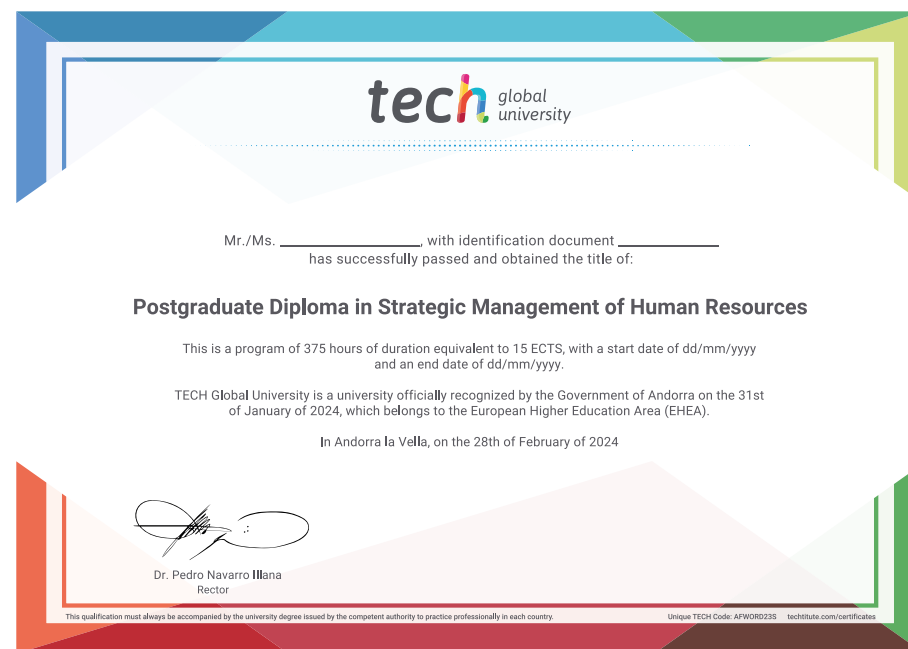 tech global
university
Mr./Ms. ____________________, with identification document ______________
has successfully passed and obtained the title of:
Postgraduate Diploma in Strategic Management of Human Resources
This is a program of 375 hours of duration equivalent to 15 ECTS, with a start date of dd/mm/yyyy
and an end date of dd/mm/yyyy.
TECH Global University is a university officially recognized by the Government of Andorra on the 31st
of January of 2024, which belongs to the European Higher Education Area (EHEA).
In Andorra la Vella, on the 28th of February of 2024
Dr. Pedro Navarro Illana
Rector
This qualification must always be accompanied by the university degree issued by the competent authority to practice professionally in each country. Unique TECH Code: AFWORD23S techtitute.com/certificates